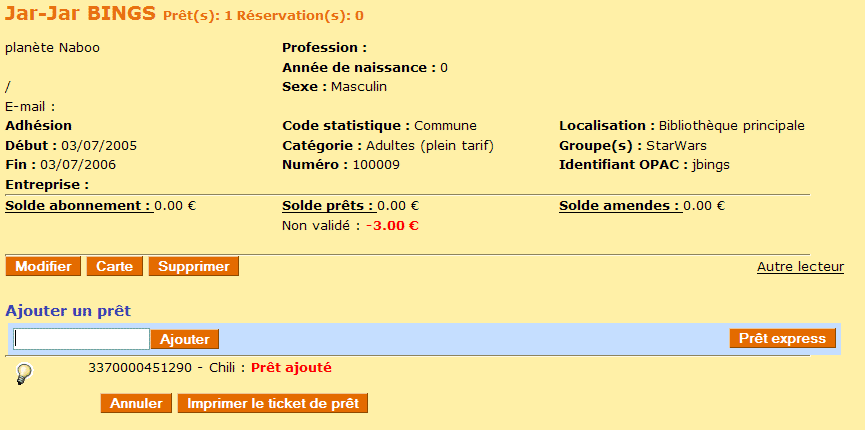 Jar-Jar BINGS Prêt(s): 1 Réservation(s): 0
planète Naboo Profession :
Année de naissance : 0
/ Sexe : Masculin
E-mail :
Adhésion Code statistique : Commune Localisation : Bibliothèque principale
Début : 03/07/2005 Catégorie : Adultes (plein tarif) Groupe(s) : StarWars
Fin : 03/07/2006 Numéro : 100009 Identifiant OPAC : jbings
Entreprise :
Solde abonnement : 0.00 € Solde prêts : 0.00 € Solde amendes : 0.00 €
Non validé : -3.00 €
Modifier Carte Supprimer Autre lecteur
Ajouter un prêt
Ajouter Prêt express
3370000451290 - Chili : Prêt ajouté
Annuler Imprimer le ticket de prêt